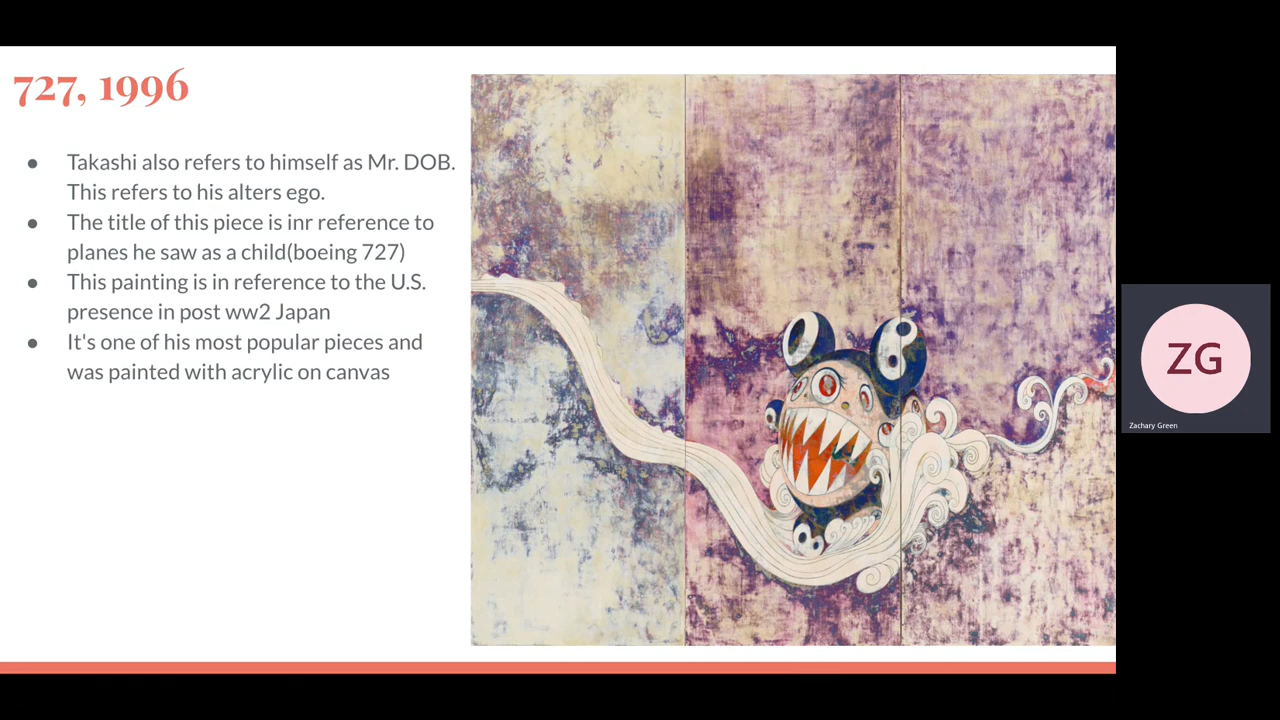 727, 1996
● Takashi also refers to himself as Mr. DOB.
This refers to his alters ego.
● The title of this piece is inr reference to
planes he saw as a child(boeing 727)
● This painting is in reference to the U.S.
presence in post ww2 Japan
● It's one of his most popular pieces and
was painted with acrylic on canvas
ZG
Zachary Green